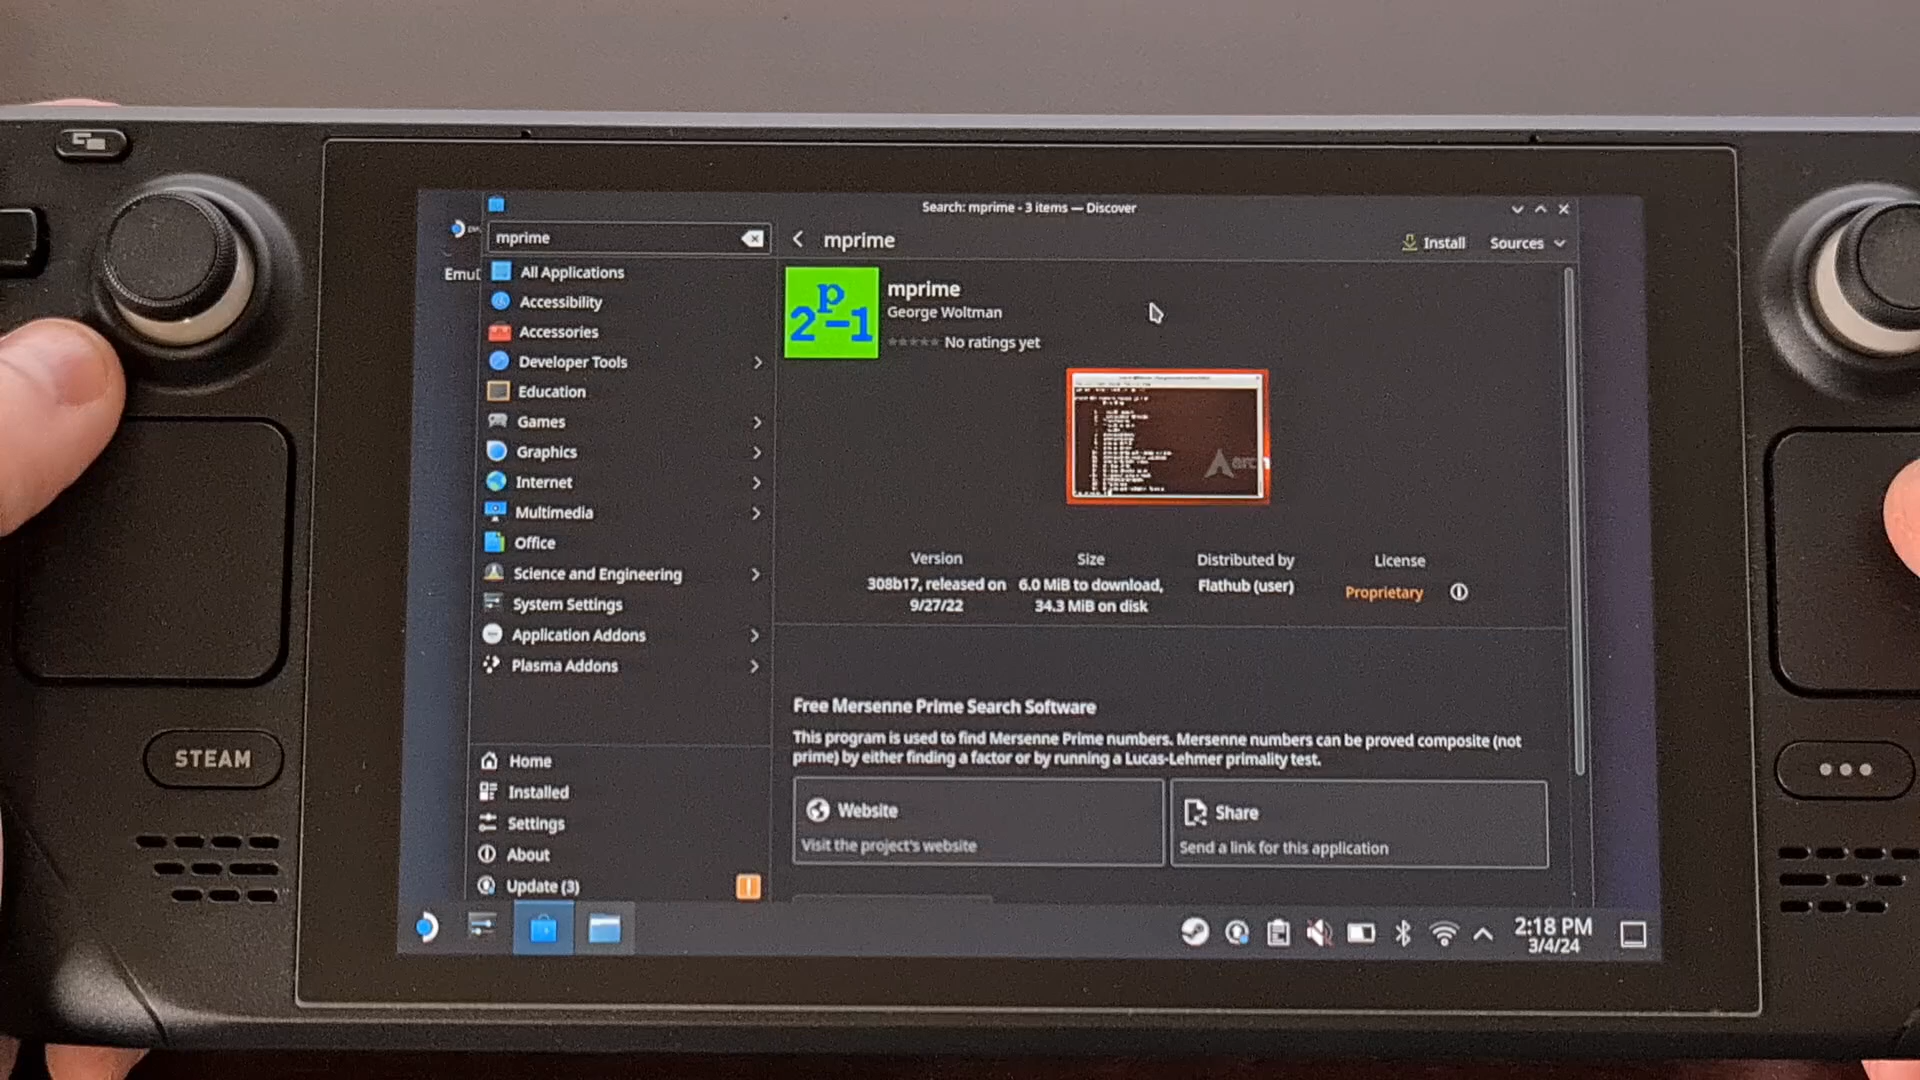 Search: mprime - 3 items — Discover
mprime
mprime
Install
Sources
Emu
All Applications
Accessibility
Accessories
Developer Tools
Education
Games
Graphics
Internet
Multimedia
Office
Science and Engineering
System Settings
Application Addons
Plasma Addons
Home
Installed
Settings
About
Update (3)
2^p-1
mprime
George Woltman
No ratings yet
Version
308b17, released on
9/27/22
Size
6.0 MiB to download,
34.3 MiB on disk
Distributed by
Flathub (user)
License
Proprietary
Free Mersenne Prime Search Software
This program is used to find Mersenne Prime numbers. Mersenne numbers can be proved composite (not
prime) by either finding a factor or by running a Lucas-Lehmer primality test.
Website
Visit the project's website
Share
Send a link for this application
2:18 PM
3/4/24
STEAM